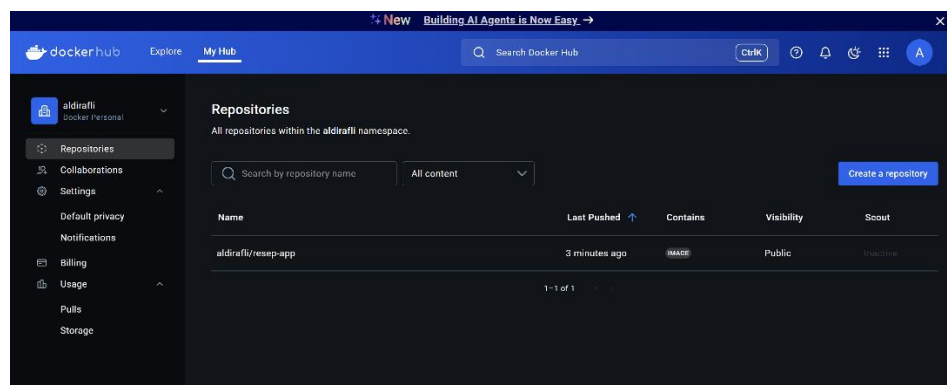 New Building AI Agents is Now Easy →
dockerhub Explore My Hub Search Docker Hub CtrlK A
aldirafli
Docker Personal
Repositories
Collaborations
Settings
Default privacy
Notifications
Billing
Usage
Pulls
Storage
Repositories
All repositories within the aldirafli namespace.
Search by repository name All content Create a repository
Name Last Pushed ↑ Contains Visibility Scout
aldirafli/resep-app 3 minutes ago IMAGE Public Inactive
1-1 of 1